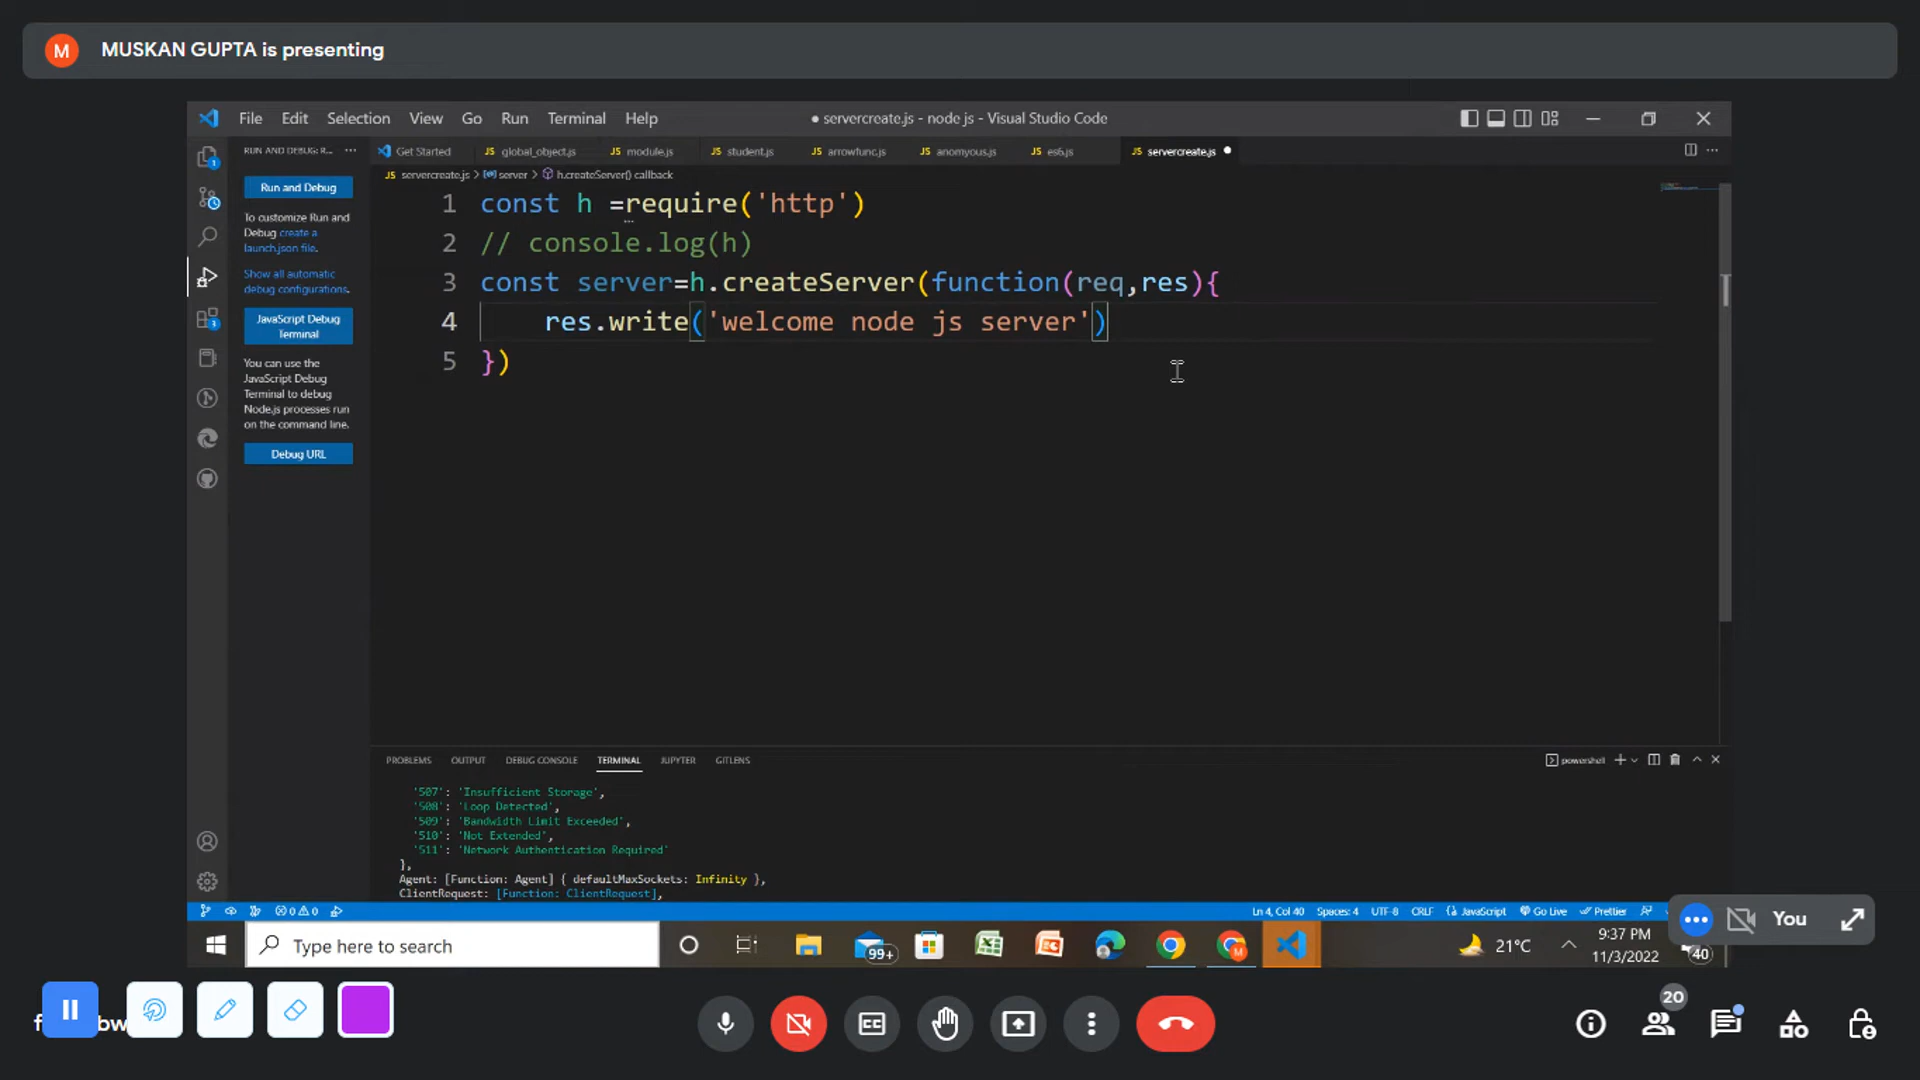 M MUSKAN GUPTA is presenting
File Edit Selection View Go Run Terminal Help
● servercreate.js - node js - Visual Studio Code
RUN AND DEBUG: R... ···
Get Started
JS global_object.js
JS module.js
JS student.js
JS arrowfunc.js
JS anomyous.js
JS es6.js
JS servercreate.js ●
JS servercreate.js > server > h.createServer() callback
Run and Debug
To customize Run and
Debug create a
launch.json file.
Show all automatic
debug configurations.
JavaScript Debug
Terminal
You can use the
JavaScript Debug
Terminal to debug
Node.js processes run
on the command line.
Debug URL
1 const h =require('http')
2 // console.log(h)
3 const server=h.createServer(function(req,res){
4 res.write('welcome node js server')
5 })
PROBLEMS OUTPUT DEBUG CONSOLE TERMINAL JUPYTER GITLENS
powershell
'507': 'Insufficient Storage',
'508': 'Loop Detected',
'509': 'Bandwidth Limit Exceeded',
'510': 'Not Extended',
'511': 'Network Authentication Required'
},
Agent: [Function: Agent] { defaultMaxSockets: Infinity },
ClientRequest: [Function: ClientRequest],
0 0 Ln 4, Col 40 Spaces: 4 UTF-8 CRLF JavaScript Go Live Prettier
You
Type here to search
99+
21°C
9:37 PM
11/3/2022
40
20